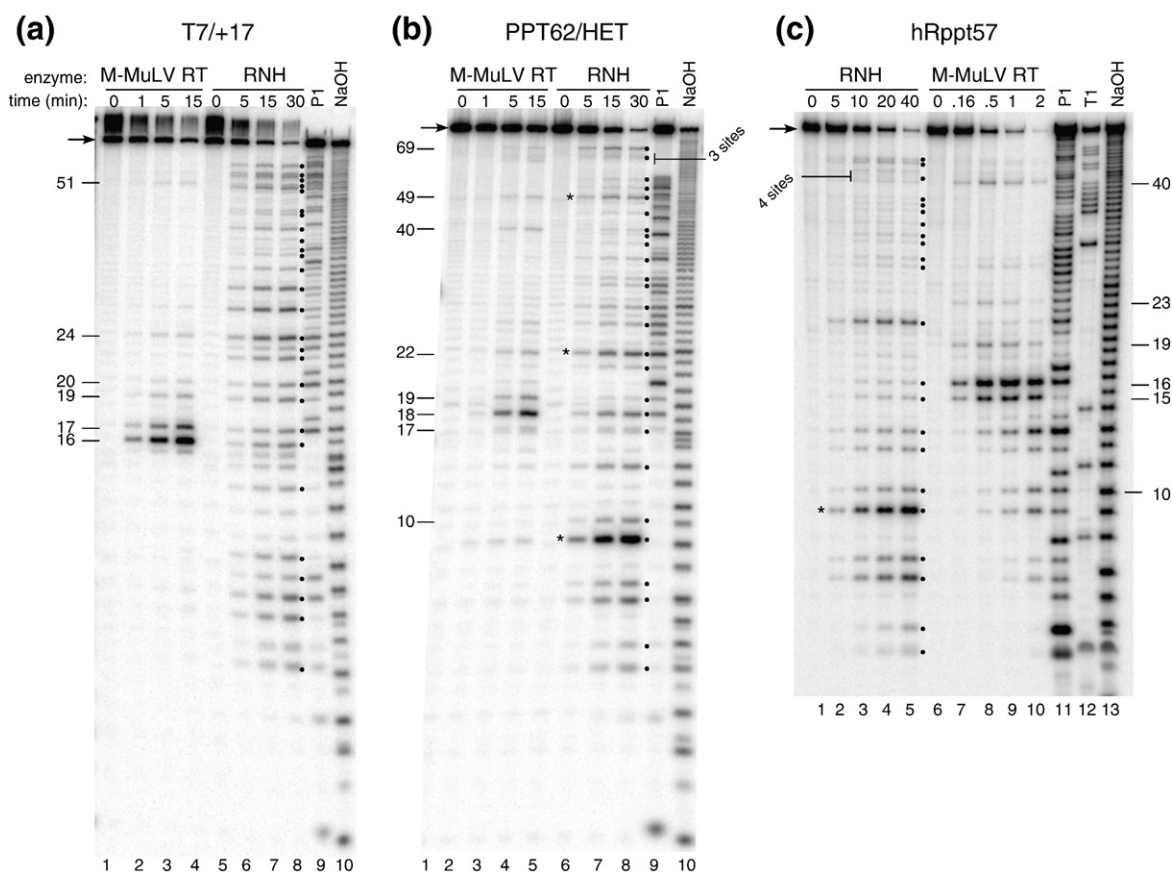 (a) T7/+17
enzyme: M-MuLV RT RNH P1 NaOH
time (min): 0 1 5 15 0 5 15 30
51
24
20
19
17
16
1 2 3 4 5 6 7 8 9 10
(b) PPT62/HET
M-MuLV RT RNH P1 NaOH
0 1 5 15 0 5 15 30
69
3 sites
49 *
40
22 *
19
18
17
10
*
1 2 3 4 5 6 7 8 9 10
(c) hRppt57
RNH M-MuLV RT P1 T1 NaOH
0 5 10 20 40 0 .16 .5 1 2
4 sites
40
23
19
16
15
10
*
1 2 3 4 5 6 7 8 9 10 11 12 13